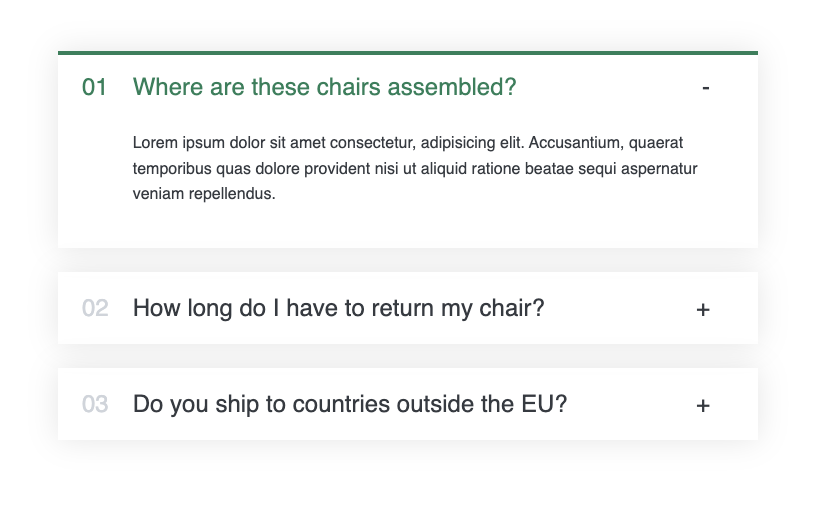 01 Where are these chairs assembled? -
Lorem ipsum dolor sit amet consectetur, adipisicing elit. Accusantium, quaerat
temporibus quas dolore provident nisi ut aliquid ratione beatae sequi aspernatur
veniam repellendus.
02 How long do I have to return my chair? +
03 Do you ship to countries outside the EU? +